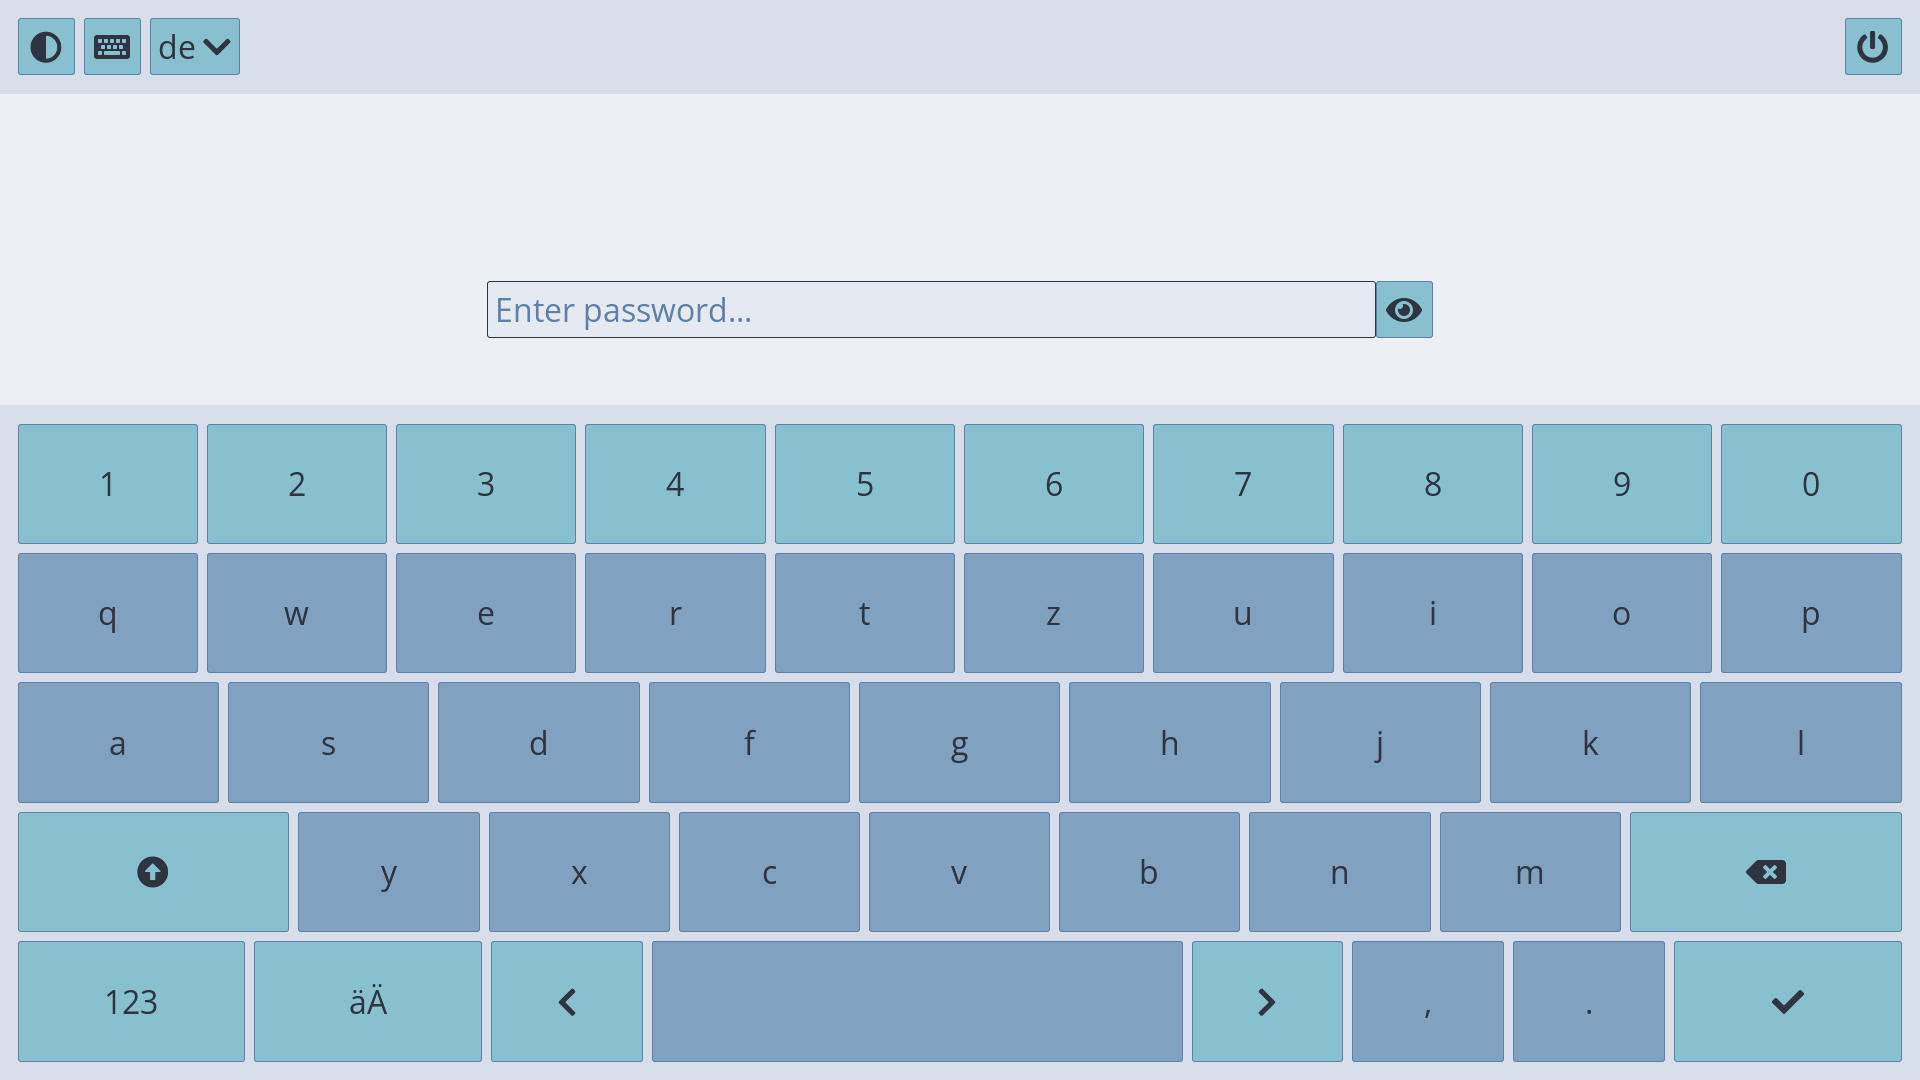 de
Enter password...
1 2 3 4 5 6 7 8 9 0
q w e r t z u i o p
a s d f g h j k l
y x c v b n m
123 äÄ , .